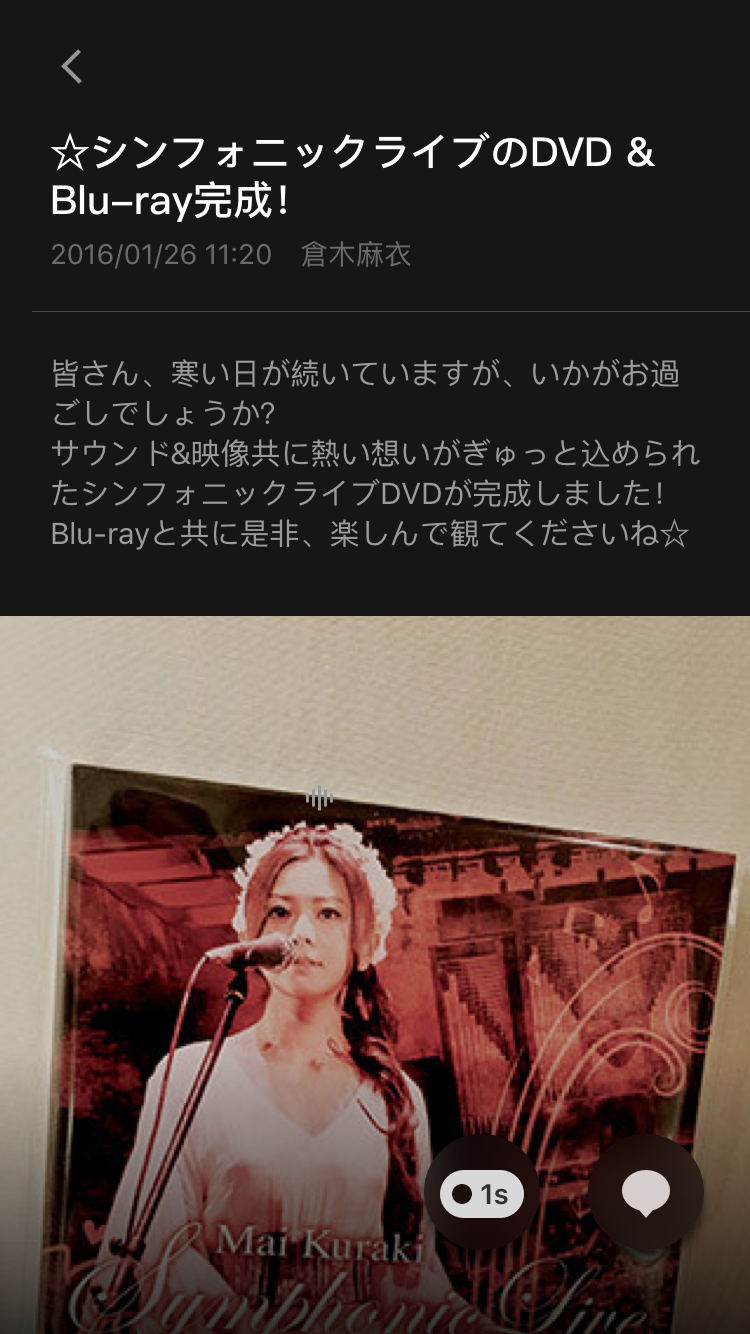 ☆シンフォニックライブのDVD &
Blu–ray完成！
2016/01/26 11:20 倉木麻衣
皆さん、寒い日が続いていますが、いかがお過
ごしでしょうか?
サウンド&映像共に熱い想いがぎゅっと込められ
たシンフォニックライブDVDが完成しました！
Blu-rayと共に是非、楽しんで観てくださいね☆
1s
Mai Kuraki
Symphonic Live